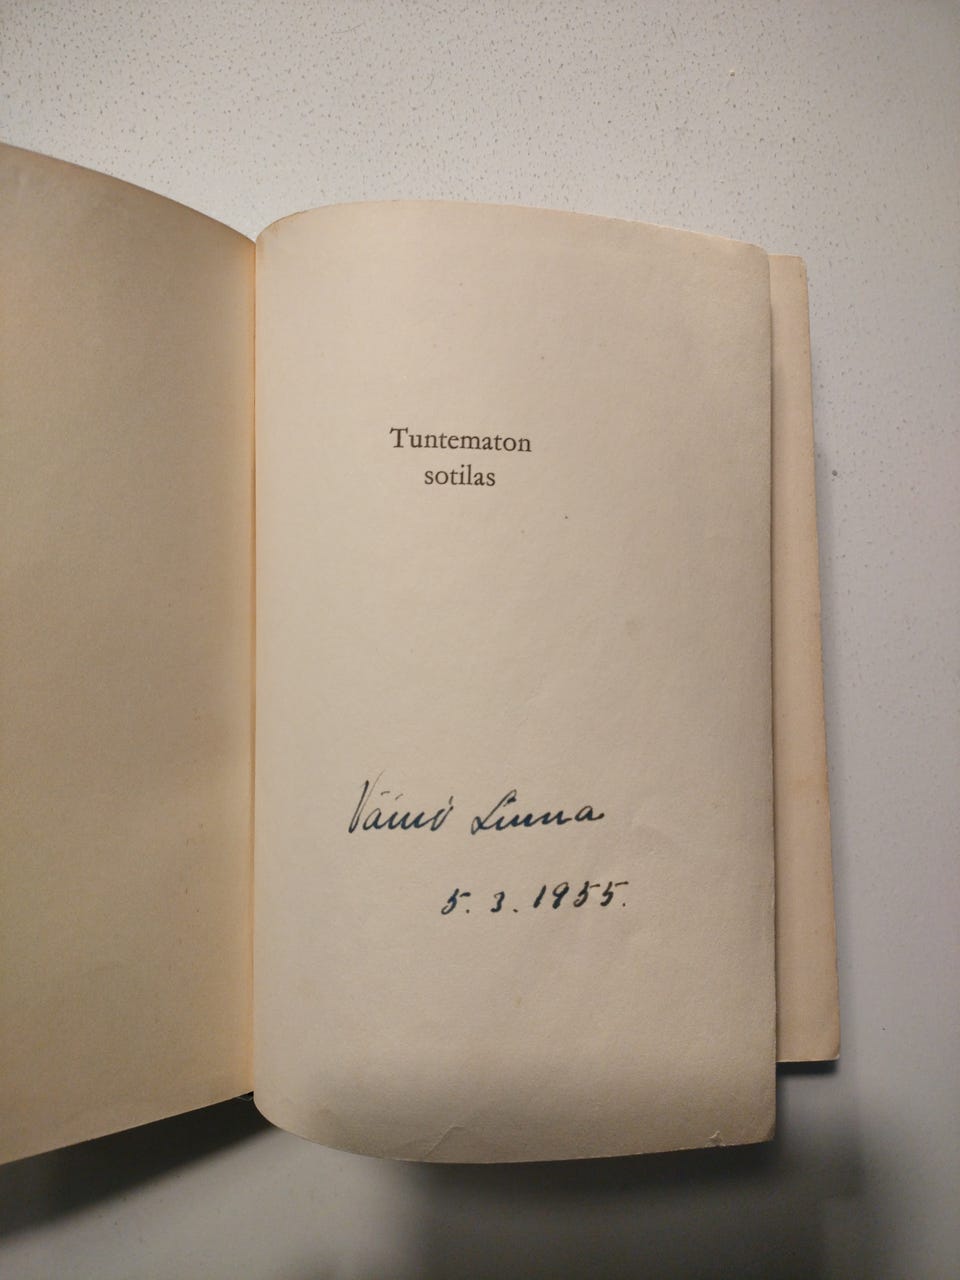 Tuntematon
sotilas
Väinö Linna
5. 3. 1955.